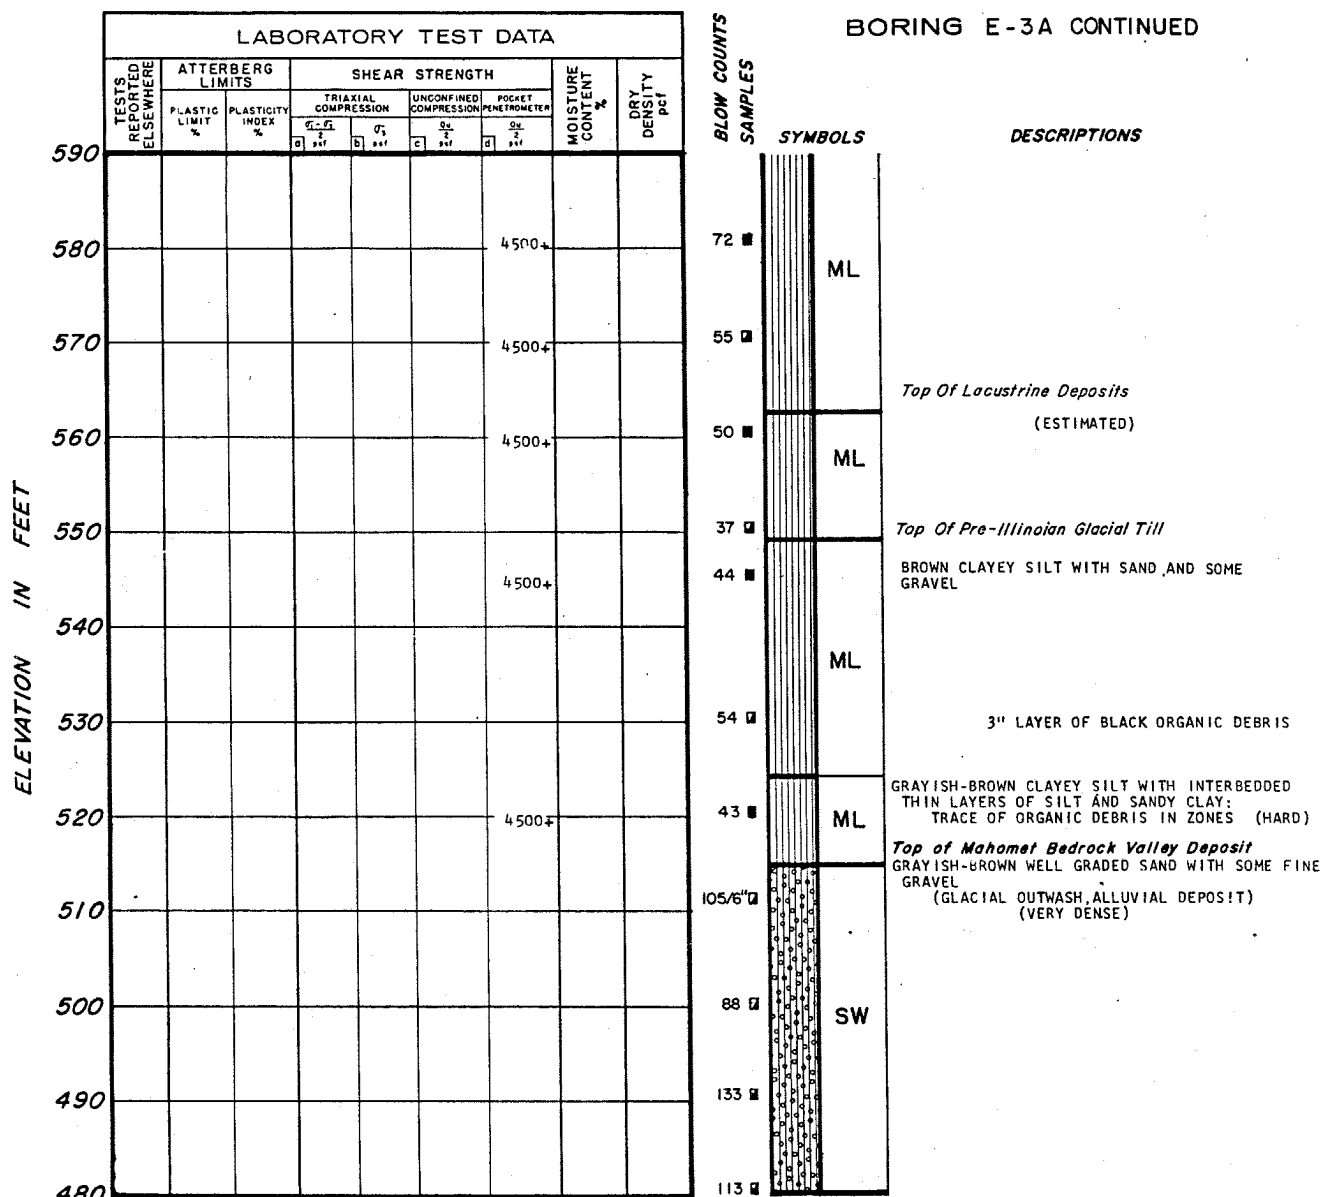 BORING E-3A CONTINUED
LABORATORY TEST DATA
TESTS REPORTED ELSEWHERE
ATTERBERG LIMITS
PLASTIC LIMIT %
PLASTICITY INDEX %
SHEAR STRENGTH
TRIAXIAL COMPRESSION
UNCONFINED COMPRESSION
POCKET PENETROMETER
a psf
b psf
c psf
d psf
MOISTURE CONTENT %
DRY DENSITY pcf
BLOW COUNTS
SAMPLES
SYMBOLS
DESCRIPTIONS
ELEVATION IN FEET
590
4500+
72
580
ML
55
570
4500+
Top Of Lacustrine Deposits
(ESTIMATED)
50
560
4500+
ML
37
Top Of Pre-Illinoian Glacial Till
550
BROWN CLAYEY SILT WITH SAND AND SOME
GRAVEL
44
4500+
540
ML
54
530
3" LAYER OF BLACK ORGANIC DEBRIS
GRAYISH-BROWN CLAYEY SILT WITH INTERBEDDED
THIN LAYERS OF SILT AND SANDY CLAY;
TRACE OF ORGANIC DEBRIS IN ZONES (HARD)
43
520
4500+
ML
Top of Mahomet Bedrock Valley Deposit
GRAYISH-BROWN WELL GRADED SAND WITH SOME FINE
GRAVEL
(GLACIAL OUTWASH, ALLUVIAL DEPOSIT)
(VERY DENSE)
105/6"
510
88
500
SW
133
490
113
480